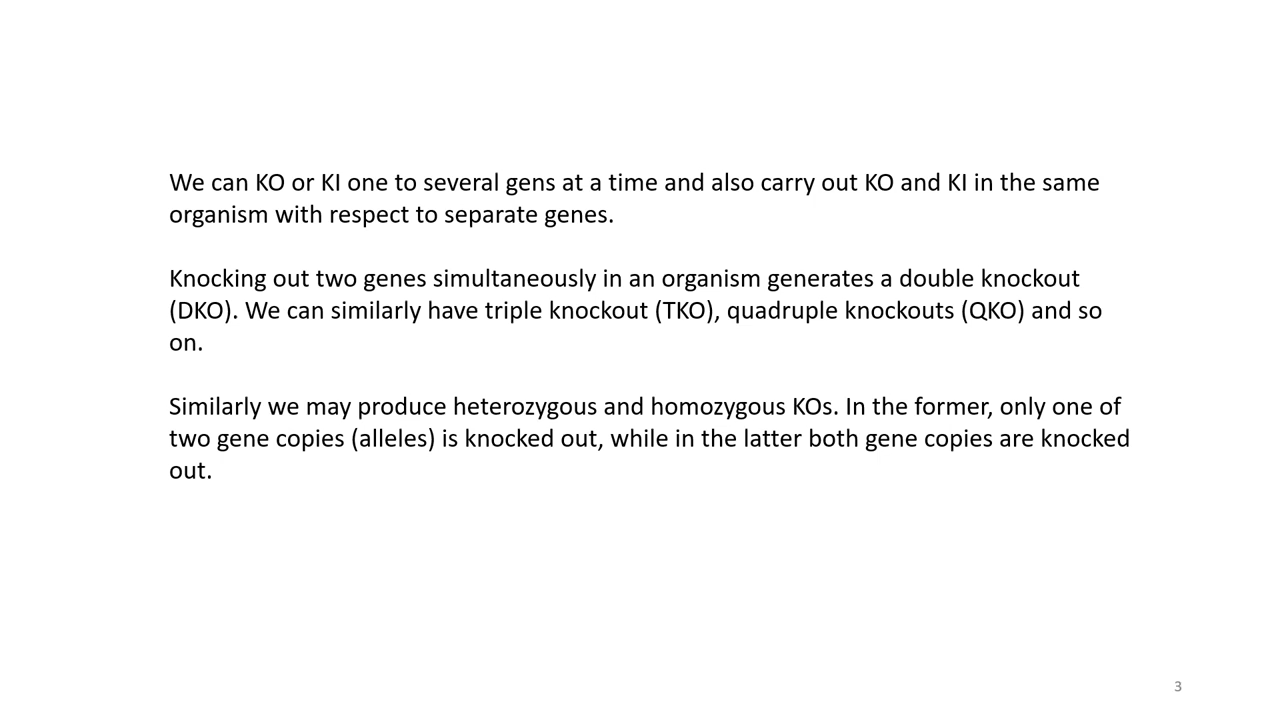 We can KO or KI one to several gens at a time and also carry out KO and KI in the same
organism with respect to separate genes.
Knocking out two genes simultaneously in an organism generates a double knockout
(DKO). We can similarly have triple knockout (TKO), quadruple knockouts (QKO) and so
on.
Similarly we may produce heterozygous and homozygous KOs. In the former, only one of
two gene copies (alleles) is knocked out, while in the latter both gene copies are knocked
out.
3